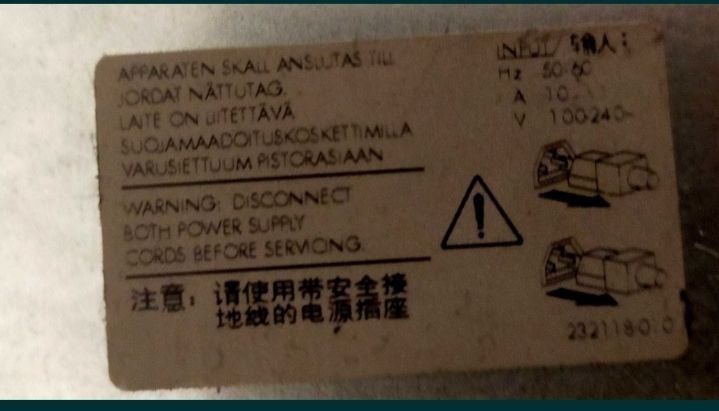 APPARATEN SKALL ANSLUTAS TILL
JORDAT NÄTTUTAG.
LAITE ON LIITETTÄVÄ
SUOJAMAADOITUSKOSKETTIMILLA
VARUSIETTUUM PISTORASIAAN
WARNING: DISCONNECT
BOTH POWER SUPPLY
CORDS BEFORE SERVICING.
注意：请使用带安全接
地线的电源插座
INPUT/输入：
Hz 50-60
A 10
V 100-240~